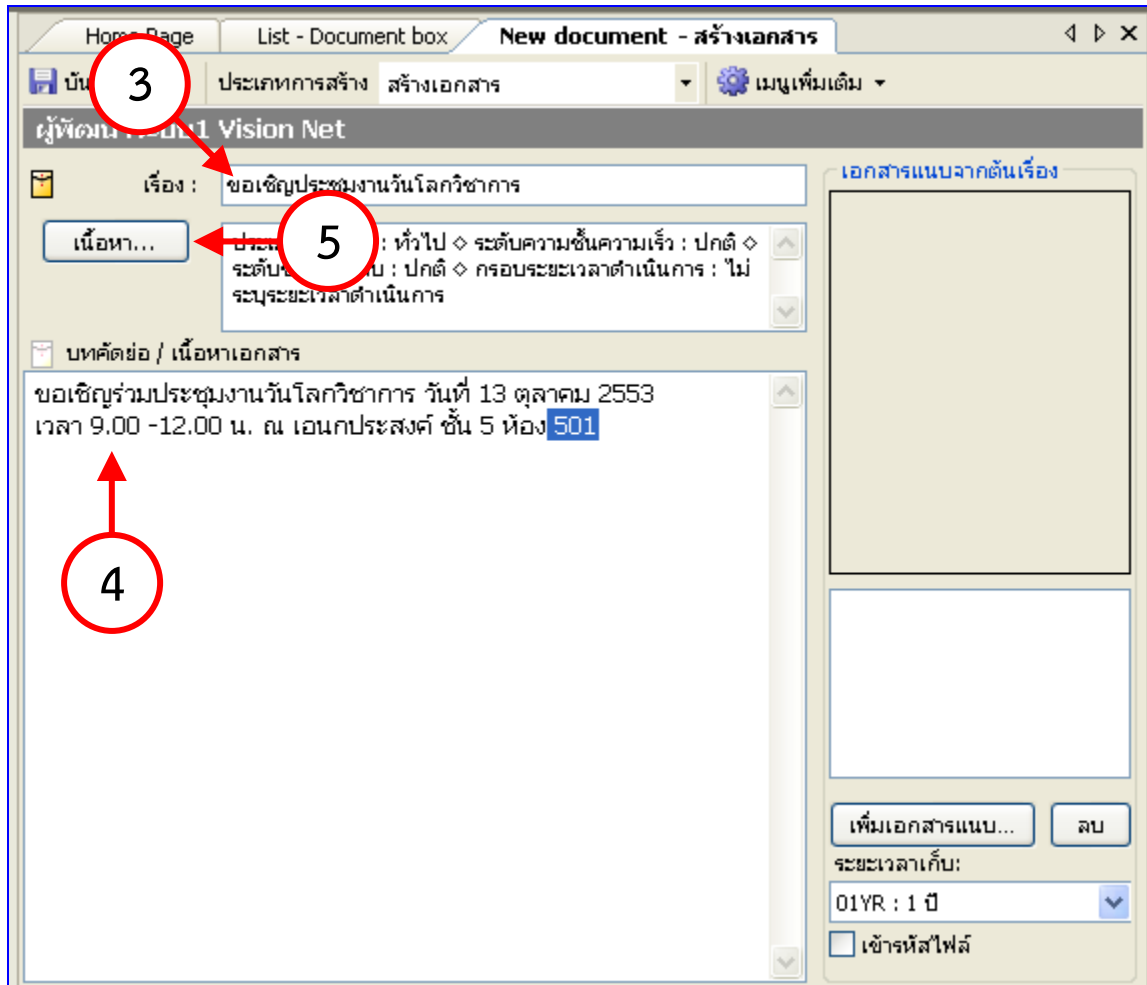 Home Page
List - Document box
New document - สร้างเอกสาร
3
ประเภทการสร้าง
สร้างเอกสาร
เมนูเพิ่มเติม
Vision Net
เรื่อง :
ขอเชิญประชุมงานวันโลกวิชาการ
เนื้อหา...
5
: ทั่วไป ◇ ระดับความชั้นความเร็ว : ปกติ ◇
: ปกติ ◇ กรอบระยะเวลาดำเนินการ : ไม่
ระบุระยะเวลาดำเนินการ
บทคัดย่อ / เนื้อหาเอกสาร
ขอเชิญร่วมประชุมงานวันโลกวิชาการ วันที่ 13 ตุลาคม 2553
เวลา 9.00 -12.00 น. ณ เอนกประสงค์ ชั้น 5 ห้อง 501
4
เอกสารแนบจากต้นเรื่อง
เพิ่มเอกสารแนบ...
ลบ
ระยะเวลาเก็บ:
01YR : 1 ปี
เข้ารหัสไฟล์